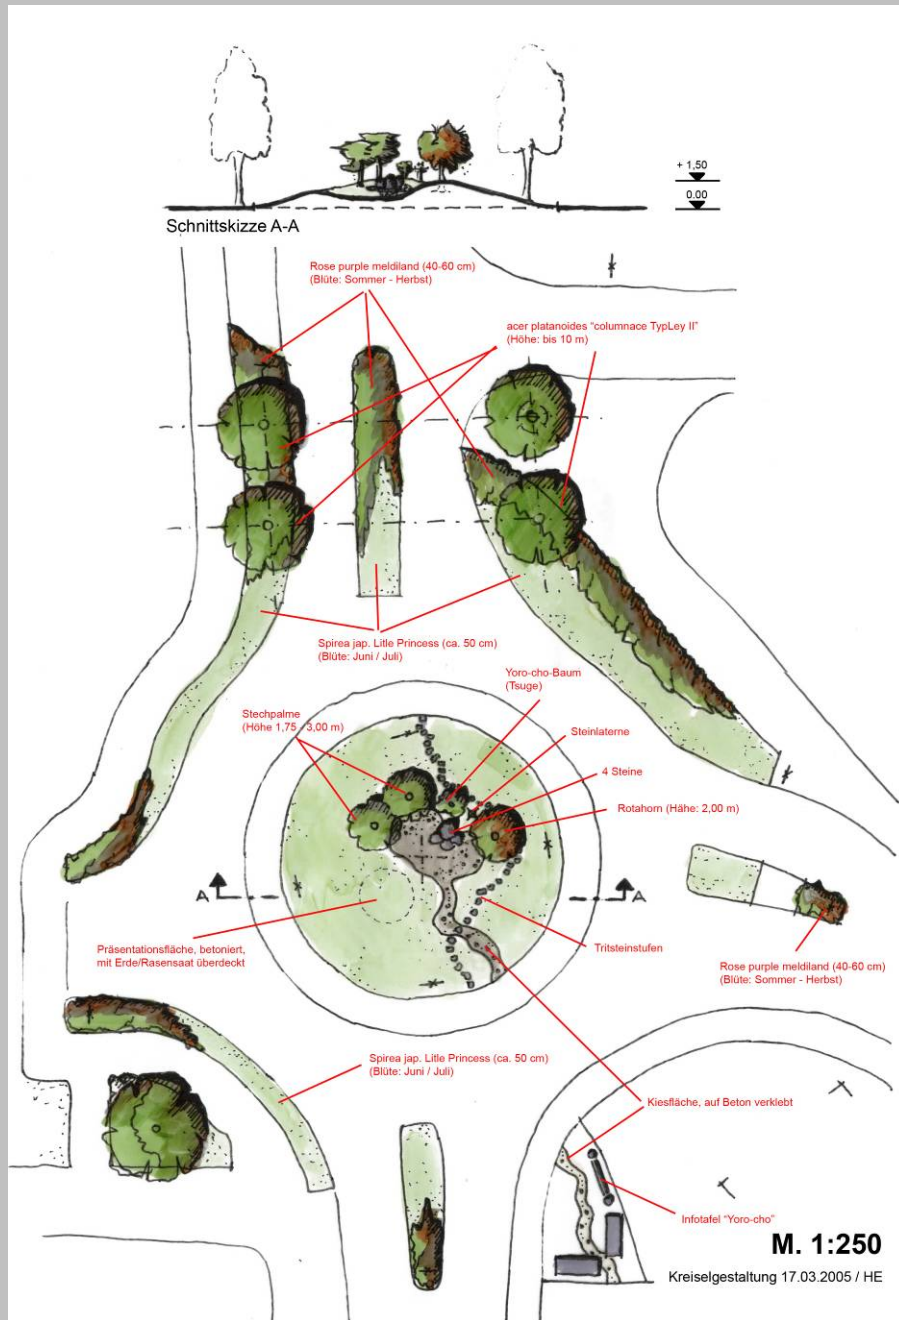 + 1,50
0.00
Schnittskizze A-A
Rose purple meldiland (40-60 cm)
(Blüte: Sommer - Herbst)
acer platanoides "columnace TypLey II"
(Höhe: bis 10 m)
Spirea jap. Litle Princess (ca. 50 cm)
(Blüte: Juni / Juli)
Yoro-cho-Baum
(Tsuge)
Stechpalme
(Höhe 1,75 - 3,00 m)
Steinlaterne
4 Steine
Rotahorn (Hähe: 2,00 m)
A
A
Präsentationsfläche, betoniert,
mit Erde/Rasensaat überdeckt
Tritsteinstufen
Rose purple meldiland (40-60 cm)
(Blüte: Sommer - Herbst)
Spirea jap. Litle Princess (ca. 50 cm)
(Blüte: Juni / Juli)
Kiesfläche, auf Beton verklebt
Infotafel "Yoro-cho"
M. 1:250
Kreiselgestaltung 17.03.2005 / HE